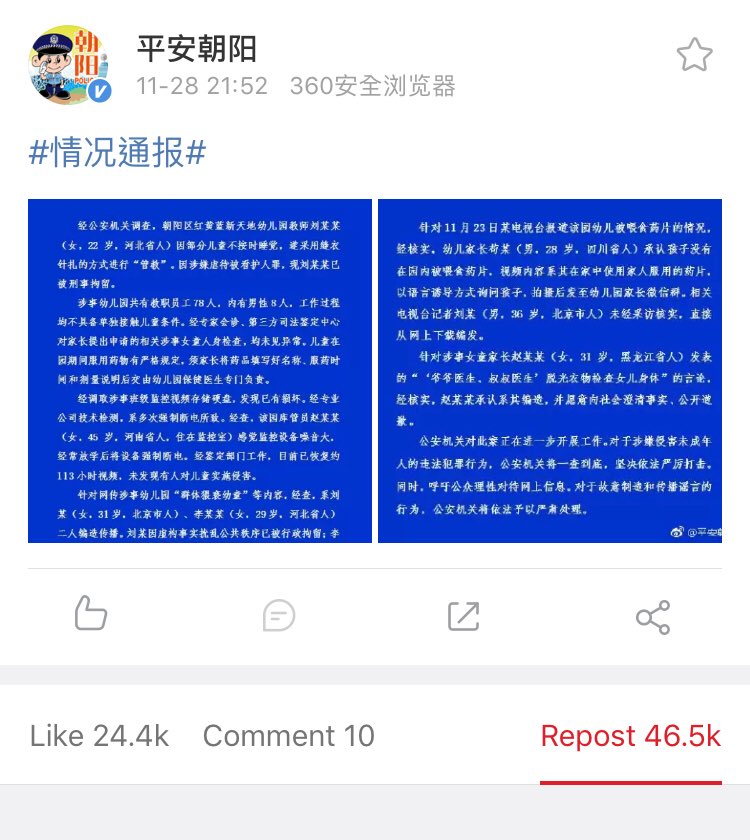 朝
阳
POLICE
平安朝阳
11-28 21:52 360安全浏览器
#情况通报#
经公安机关调查，朝阳区红黄蓝新天地幼儿园教师刘某某
（女，22岁，河北省人）因部分儿童不按时睡觉，遂采用缝衣
针扎的方式进行“管教”。因涉嫌虐待被看护人罪，现刘某某已
被刑事拘留。
涉事幼儿园共有教职员工78人，内有男性8人，工作过程
均不具备单独接触儿童条件。经专家会诊、第三方司法鉴定中心
对家长提出申请的相关涉事女童人身检查，均未见异常。儿童在
园期间服用药物有严格规定，须家长将药品填写好名称、服药时
间和剂量说明后交由幼儿园保健医生专门负责。
经调取涉事班级监控视频存储硬盘，发现已有损坏。经专业
公司技术检测，系多次强制断电所致。经查，该园库管员赵某某
（女，45岁，河南省人，住在监控室）感觉监控设备噪音大，
经常放学后将设备强制断电。经鉴定部门工作，目前已恢复约
113小时视频，未发现有人对儿童实施侵害。
针对网传涉事幼儿园“群体猥亵幼童”等内容，经查，系刘
某（女，31岁，北京市人）、李某某（女，29岁，河北省人）
二人编造传播。刘某因虚构事实扰乱公共秩序已被行政拘留；李
针对11月23日某电视台报道该园幼儿被喂食药片的情况，
经核实，幼儿家长苟某（男，28岁，四川省人）承认孩子没有
在园内被喂食药片，视频内容系其在家中使用家人服用的药片，
以语言诱导方式询问孩子，拍摄后发至幼儿园家长微信群。相关
电视台记者刘某（男，36岁，北京市人）未经采访核实，直接
从网上下载编发。
针对涉事女童家长赵某某（女，31岁，黑龙江省人）发表
的“‘爷爷医生、叔叔医生’脱光衣物检查女儿身体”的言论，
经核实，赵某某承认系其编造，并愿意向社会澄清事实、公开道
歉。
公安机关对此案正在进一步开展工作。对于涉嫌侵害未成年
人的违法犯罪行为，公安机关将一查到底，坚决依法严厉打击。
同时，呼吁公众理性对待网上信息。对于故意制造和传播谣言的
行为，公安机关将依法予以严肃处理。
@平安朝
Like 24.4k Comment 10 Repost 46.5k